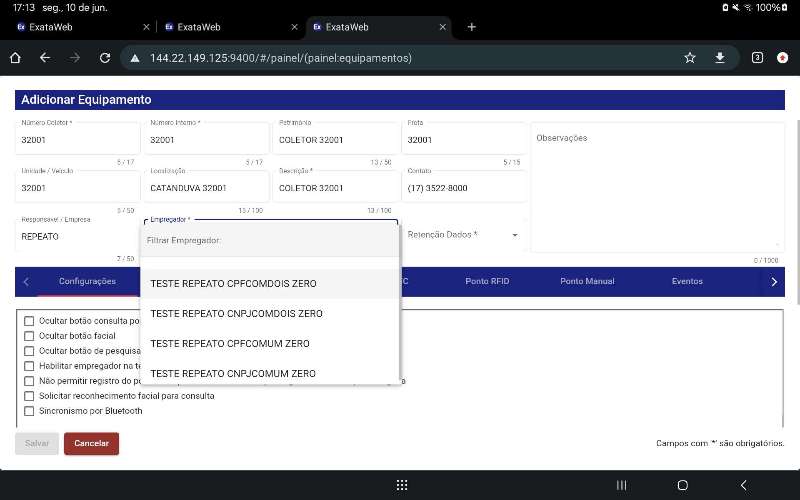 17:13 seg., 10 de jun.
100%
ExataWeb
ExataWeb
ExataWeb
144.22.149.125:9400/#/painel/(painel:equipamentos)
3
Adicionar Equipamento
Número Coletor *
Número Interno *
Patrimônio
Frota
32001
32001
COLETOR 32001
32001
Observações
5 / 17
5 / 17
13 / 50
5 / 15
Unidade / Veículo
Localização
Descrição *
Contato
32001
CATANDUVA 32001
COLETOR 32001
(17) 3522-8000
5 / 50
15 / 100
13 / 100
Responsável / Empresa
Empregador *
REPEATO
Filtrar Empregador:
Retenção Dados *
7 / 50
0 / 1000
Configurações
C
Ponto RFID
Ponto Manual
Eventos
TESTE REPEATO CPFCOMDOIS ZERO
TESTE REPEATO CNPJCOMDOIS ZERO
TESTE REPEATO CPFCOMUM ZERO
TESTE REPEATO CNPJCOMUM ZERO
Ocultar botão consulta po
Ocultar botão facial
Ocultar botão de pesquisa
Habilitar empregador na te
Não permitir registro do po
Solicitar reconhecimento facial para consulta
Sincronismo por Bluetooth
Salvar
Cancelar
Campos com '*' são obrigatórios.